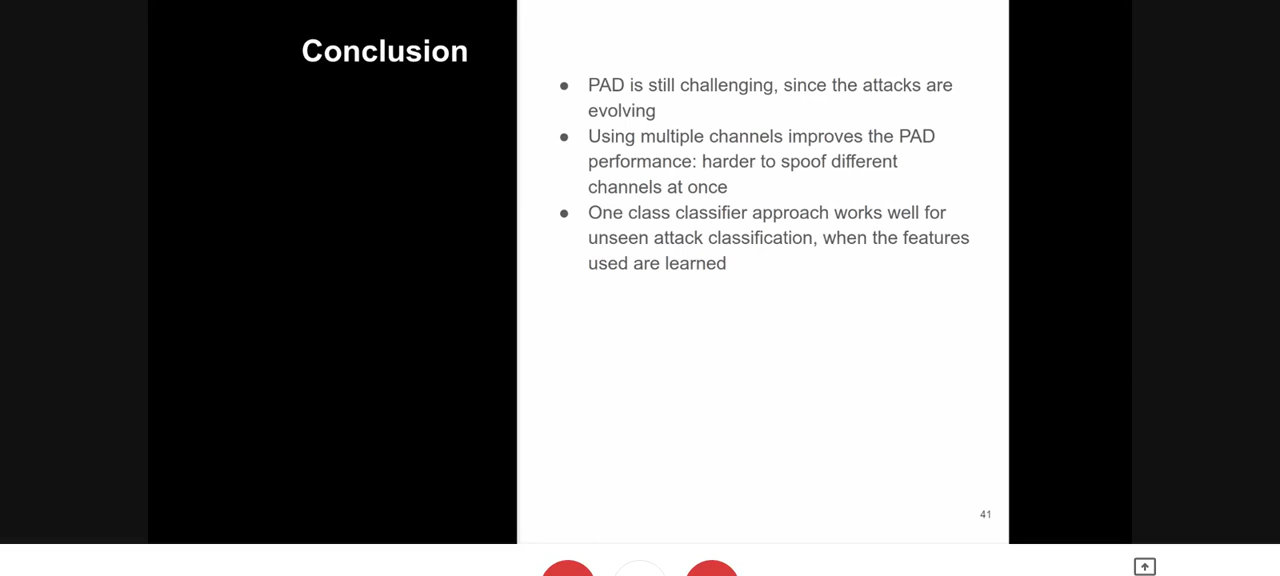 Conclusion
● PAD is still challenging, since the attacks are
evolving
● Using multiple channels improves the PAD
performance: harder to spoof different
channels at once
● One class classifier approach works well for
unseen attack classification, when the features
used are learned
41